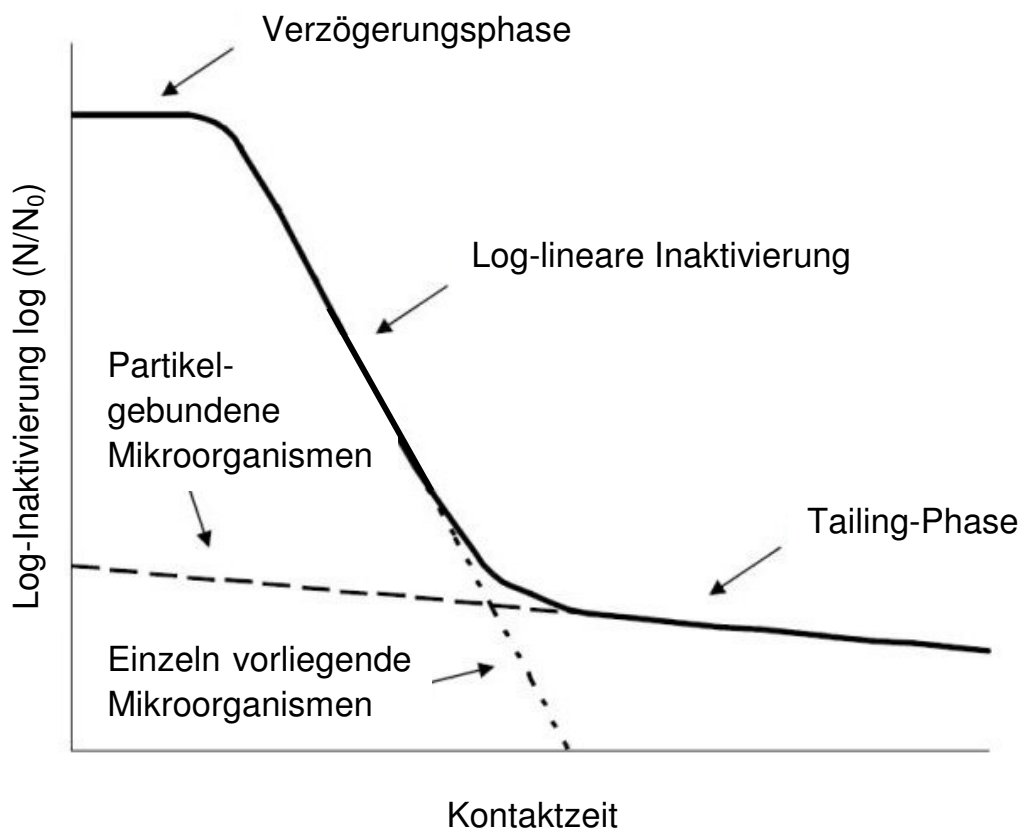 Verzögerungsphase
Log-Inaktivierung log (N/N₀)
Log-lineare Inaktivierung
Partikel-
gebundene
Mikroorganismen
Tailing-Phase
Einzeln vorliegende
Mikroorganismen
Kontaktzeit